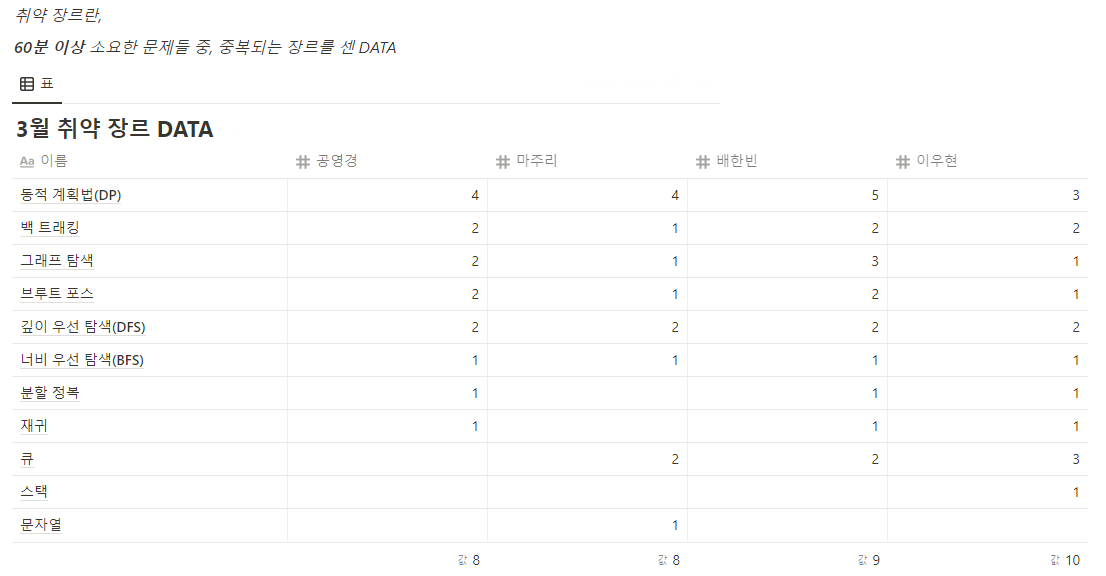 취약 장르란,
60분 이상 소요한 문제들 중, 중복되는 장르를 센 DATA
표
3월 취약 장르 DATA
Aa 이름 # 공영경 # 마주리 # 배한빈 # 이우현
동적 계획법(DP) 4 4 5 3
백 트래킹 2 1 2 2
그래프 탐색 2 1 3 1
브루트 포스 2 1 2 1
깊이 우선 탐색(DFS) 2 2 2 2
너비 우선 탐색(BFS) 1 1 1 1
분할 정복 1 1 1
재귀 1 1 1
큐 2 2 3
스택 1
문자열 1
값 8 값 8 값 9 값 10